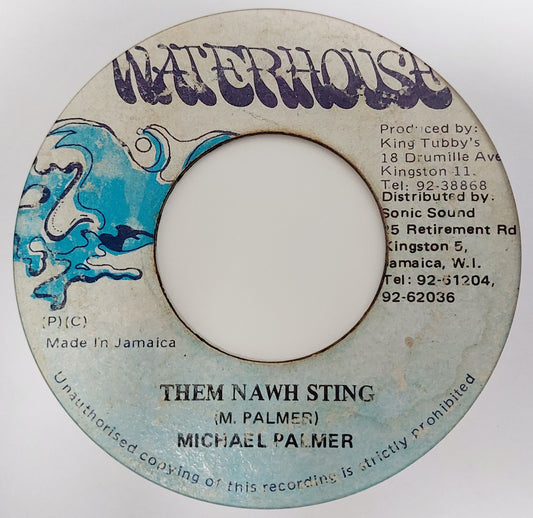 WATERHOUSE
Produced by:
King Tubby's
18 Drumille Ave
Kingston 11.
Tel: 92-38868
Distributed by:
Sonic Sound
25 Retirement Rd
Kingston 5,
Jamaica, W.I.
Tel: 92-61204,
92-62036
(P)(C)
Made In Jamaica
THEM NAWH STING
(M. PALMER)
MICHAEL PALMER
Unauthorised copying of this recording is strictly prohibited